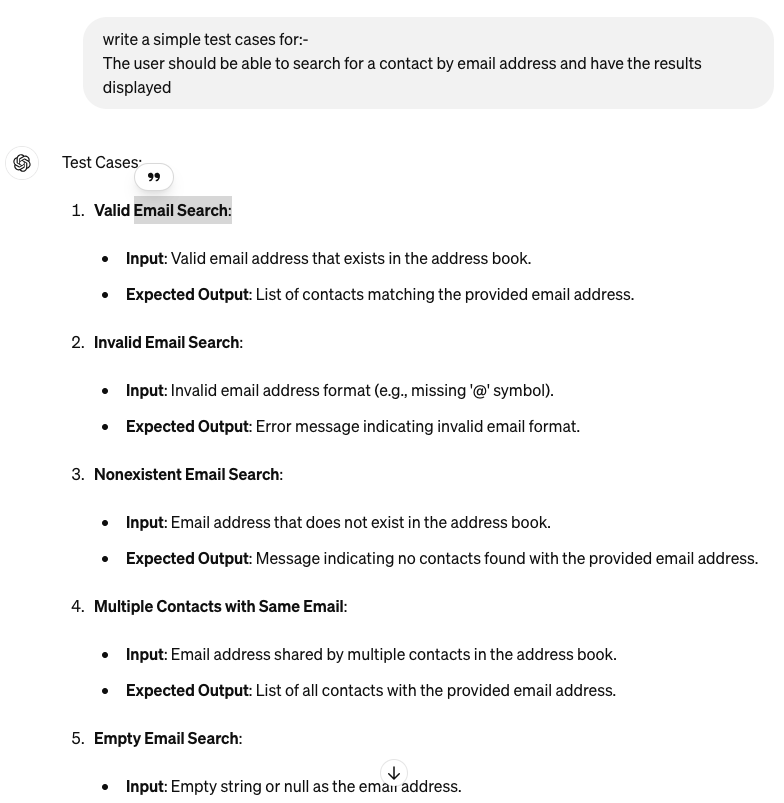 write a simple test cases for:-
The user should be able to search for a contact by email address and have the results
displayed
Test Cases:
1. Valid Email Search:
• Input: Valid email address that exists in the address book.
• Expected Output: List of contacts matching the provided email address.
2. Invalid Email Search:
• Input: Invalid email address format (e.g., missing '@' symbol).
• Expected Output: Error message indicating invalid email format.
3. Nonexistent Email Search:
• Input: Email address that does not exist in the address book.
• Expected Output: Message indicating no contacts found with the provided email address.
4. Multiple Contacts with Same Email:
• Input: Email address shared by multiple contacts in the address book.
• Expected Output: List of all contacts with the provided email address.
5. Empty Email Search:
• Input: Empty string or null as the email address.